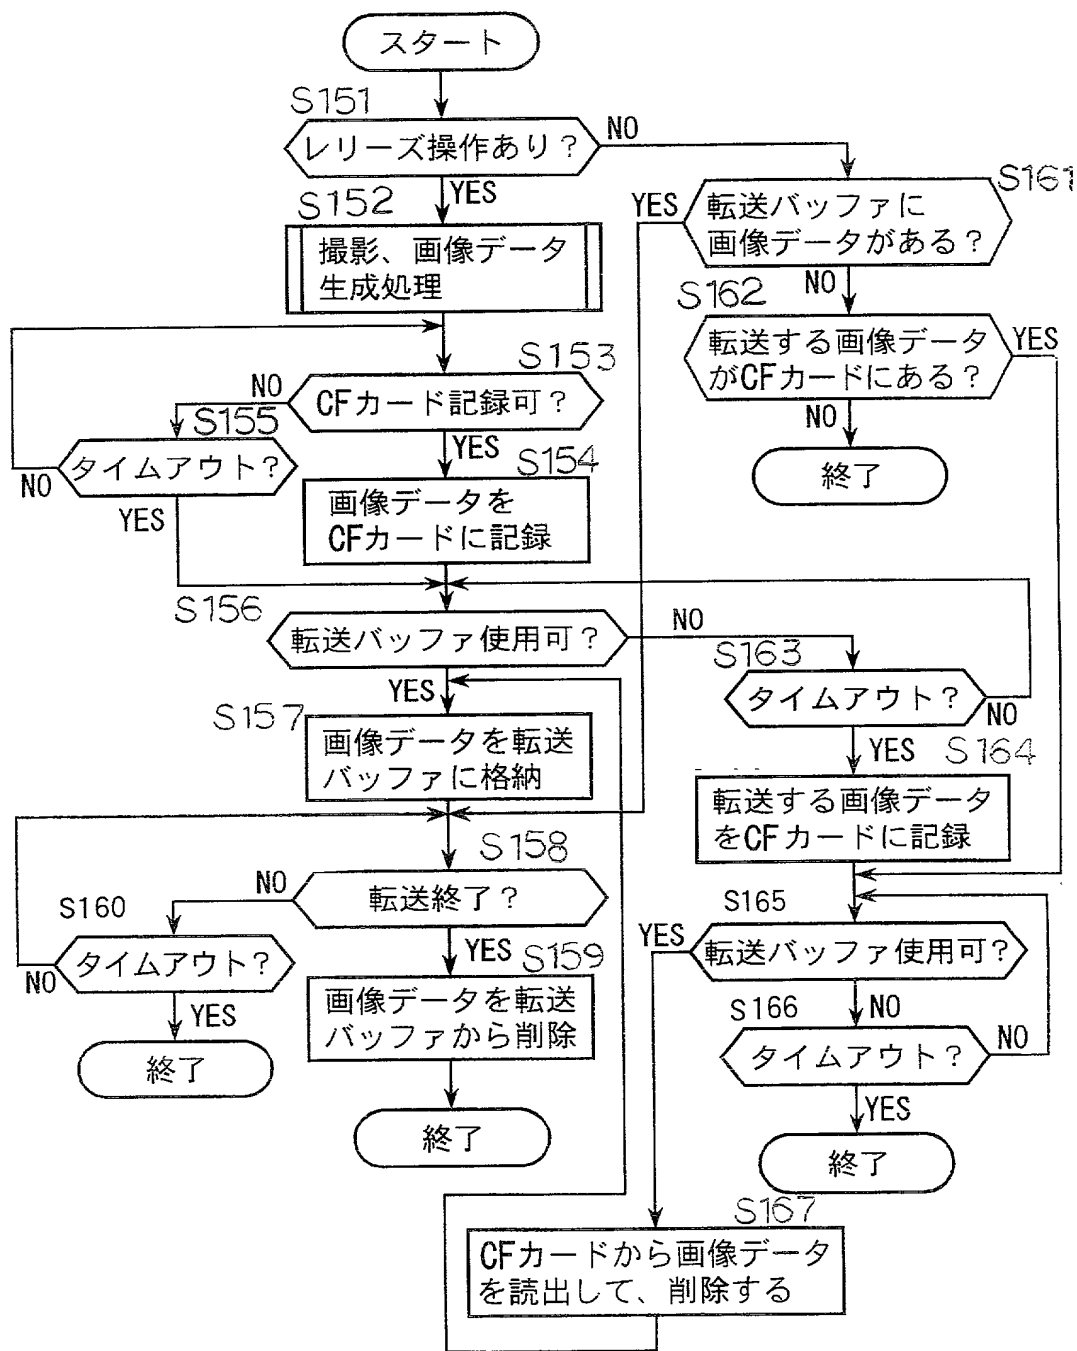 スタート
S151
レリーズ操作あり?
NO
YES
S152
撮影、画像データ
生成処理
S161
YES
転送バッファに
画像データがある?
NO
S162
転送する画像データ
がCFカードにある?
YES
NO
終了
S153
CFカード記録可?
NO
S155
タイムアウト?
NO
YES
YES
S154
画像データを
CFカードに記録
S156
転送バッファ使用可?
NO
YES
S163
タイムアウト?
NO
YES
S157
画像データを転送
バッファに格納
S164
転送する画像データ
をCFカードに記録
S158
転送終了?
NO
S160
タイムアウト?
NO
YES
終了
YES
S159
画像データを転送
バッファから削除
終了
S165
YES
転送バッファ使用可?
NO
S166
タイムアウト?
NO
YES
終了
S167
CFカードから画像データ
を読出して、削除する